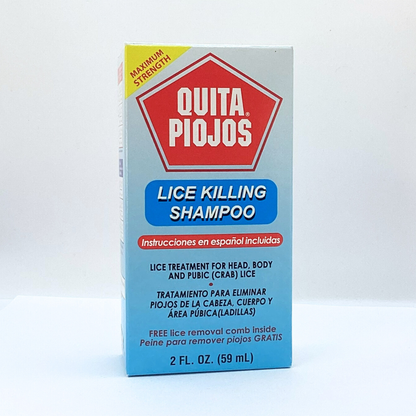 MAXIMUM
STRENGTH
QUITA®
PIOJOS
LICE KILLING
SHAMPOO
Instrucciones en español incluidas
LICE TREATMENT FOR HEAD, BODY
AND PUBIC (CRAB) LICE
•
TRATAMIENTO PARA ELIMINAR
PIOJOS DE LA CABEZA, CUERPO Y
ÁREA PÚBICA(LADILLAS)
FREE lice removal comb inside
Peine para remover piojos GRATIS
2 FL. OZ. (59 mL)